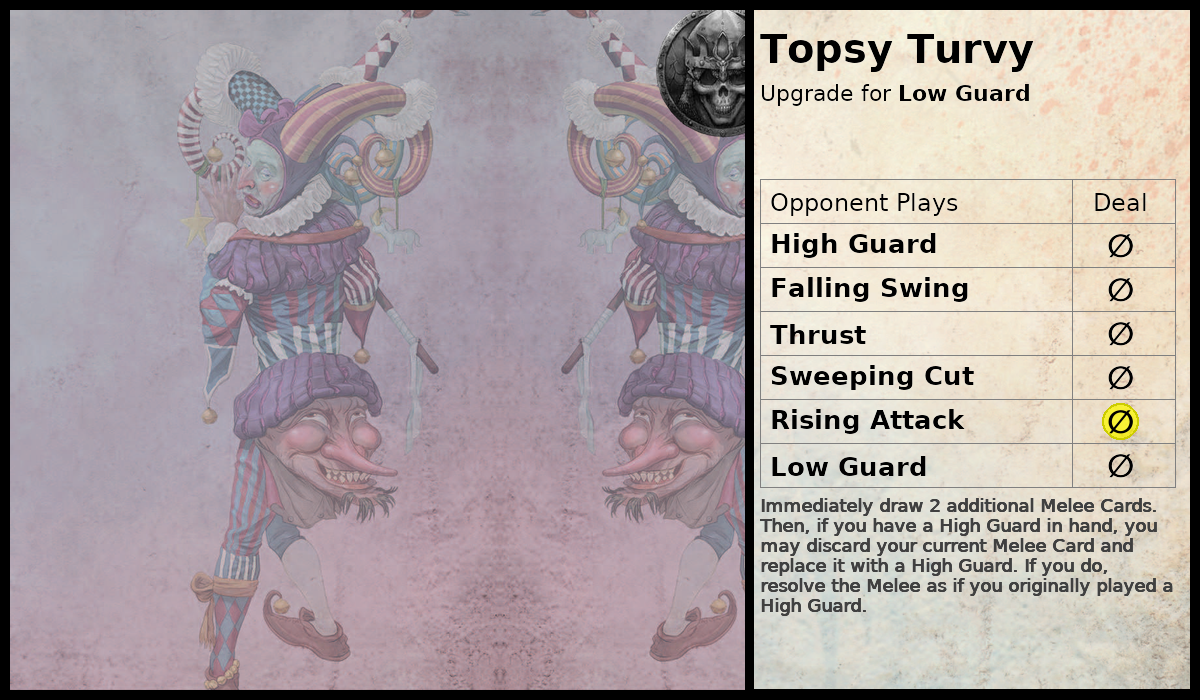 Topsy Turvy
Upgrade for Low Guard
Opponent Plays Deal
High Guard ∅
Falling Swing ∅
Thrust ∅
Sweeping Cut ∅
Rising Attack ∅
Low Guard ∅
Immediately draw 2 additional Melee Cards.
Then, if you have a High Guard in hand, you
may discard your current Melee Card and
replace it with a High Guard. If you do,
resolve the Melee as if you originally played a
High Guard.